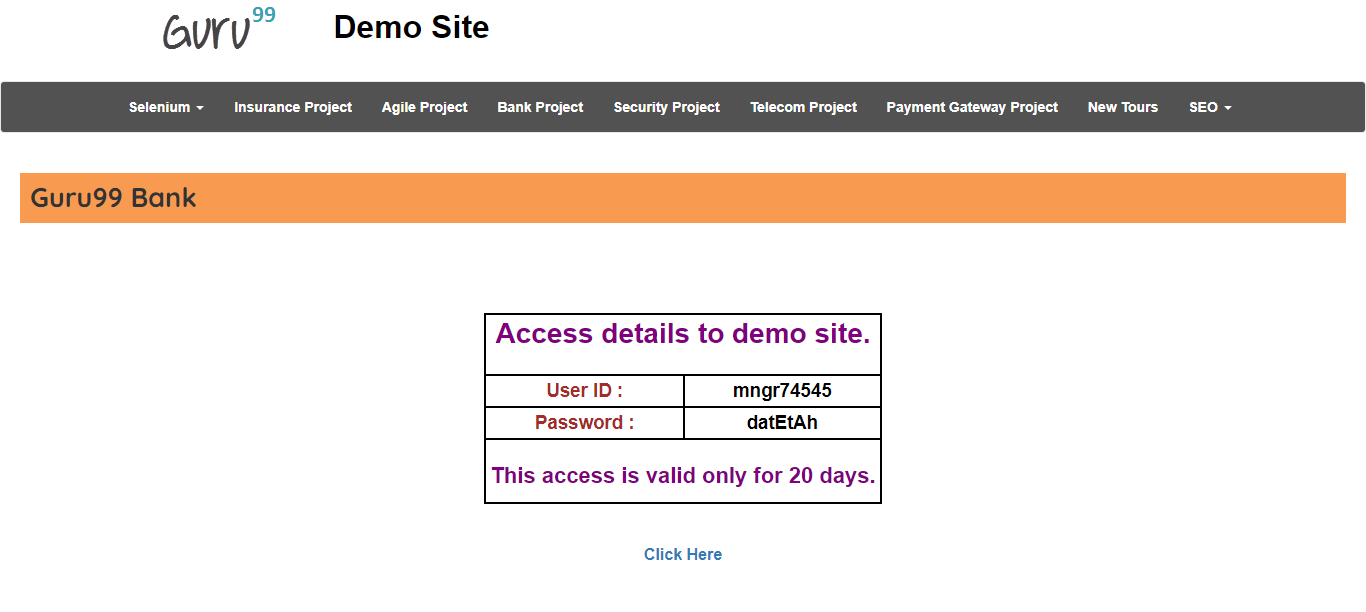 Guru99 Demo Site
Selenium Insurance Project Agile Project Bank Project Security Project Telecom Project Payment Gateway Project New Tours SEO
Guru99 Bank
Access details to demo site.
User ID : mngr74545
Password : datEtAh
This access is valid only for 20 days.
Click Here